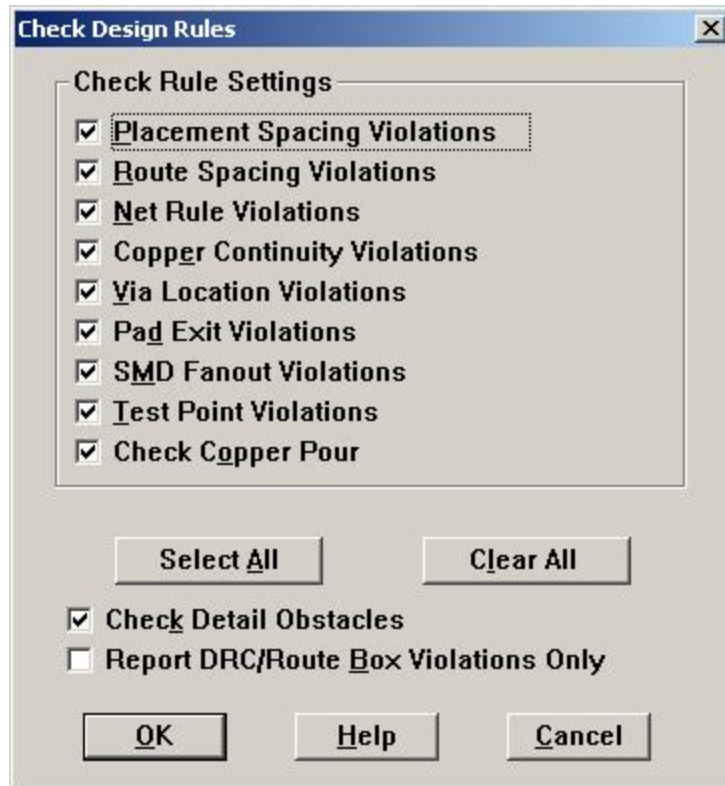 Check Design Rules
Check Rule Settings
Placement Spacing Violations
Route Spacing Violations
Net Rule Violations
Copper Continuity Violations
Via Location Violations
Pad Exit Violations
SMD Fanout Violations
Test Point Violations
Check Copper Pour
Select All Clear All
Check Detail Obstacles
Report DRC/Route Box Violations Only
OK Help Cancel